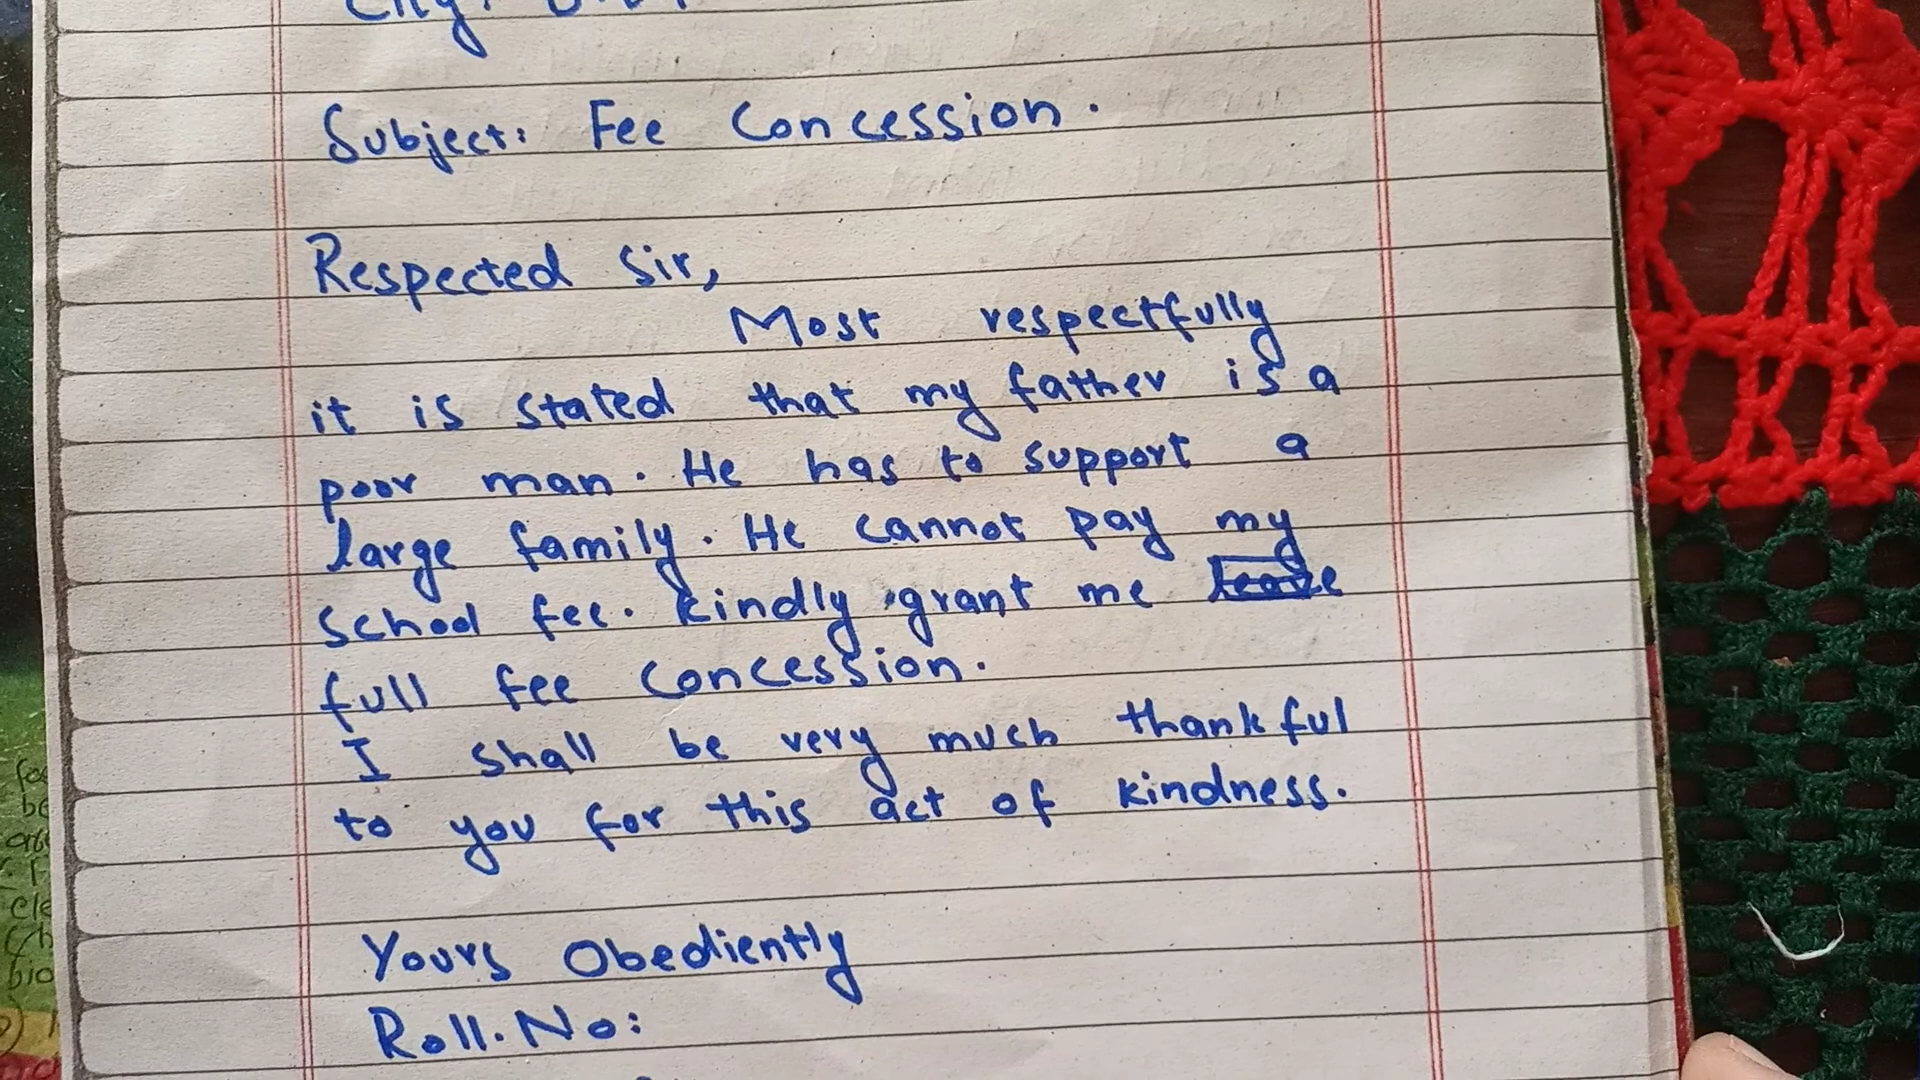 City:
Subject: Fee Concession.
Respected Sir,
Most respectfully
it is stated that my father is a
poor man. He has to support a
large family. He cannot pay my
school fee. Kindly grant me
full fee concession.
I shall be very much thankful
to you for this act of kindness.
Yours Obediently
Roll.No: